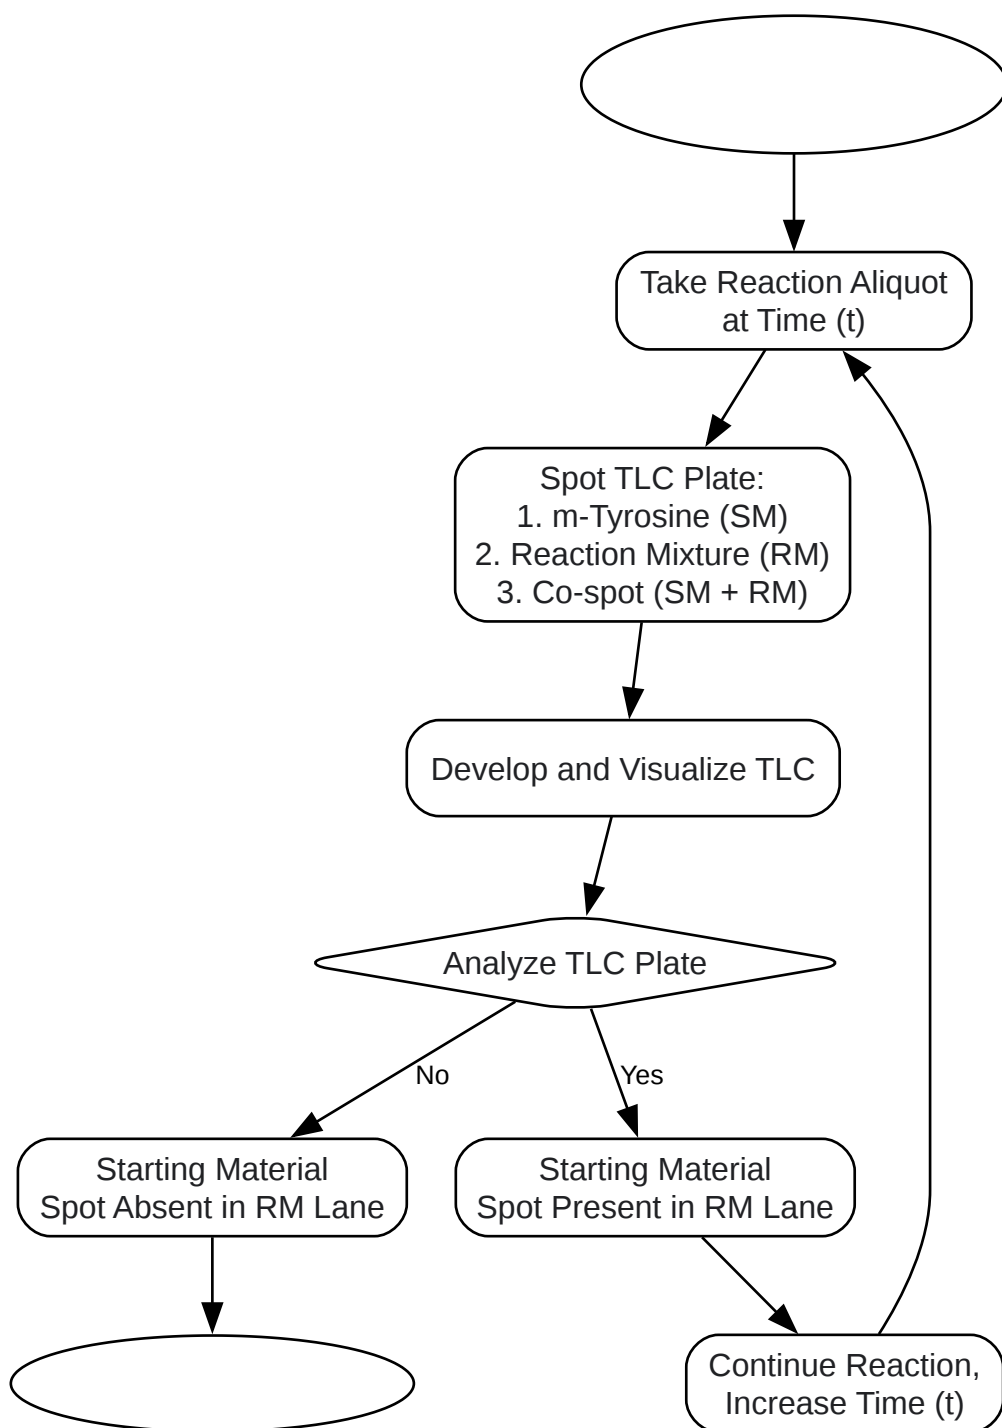 Take Reaction Aliquot
at Time (t)
Spot TLC Plate:
1. m-Tyrosine (SM)
2. Reaction Mixture (RM)
3. Co-spot (SM + RM)
Develop and Visualize TLC
Analyze TLC Plate
No
Yes
Starting Material
Spot Absent in RM Lane
Starting Material
Spot Present in RM Lane
Continue Reaction,
Increase Time (t)